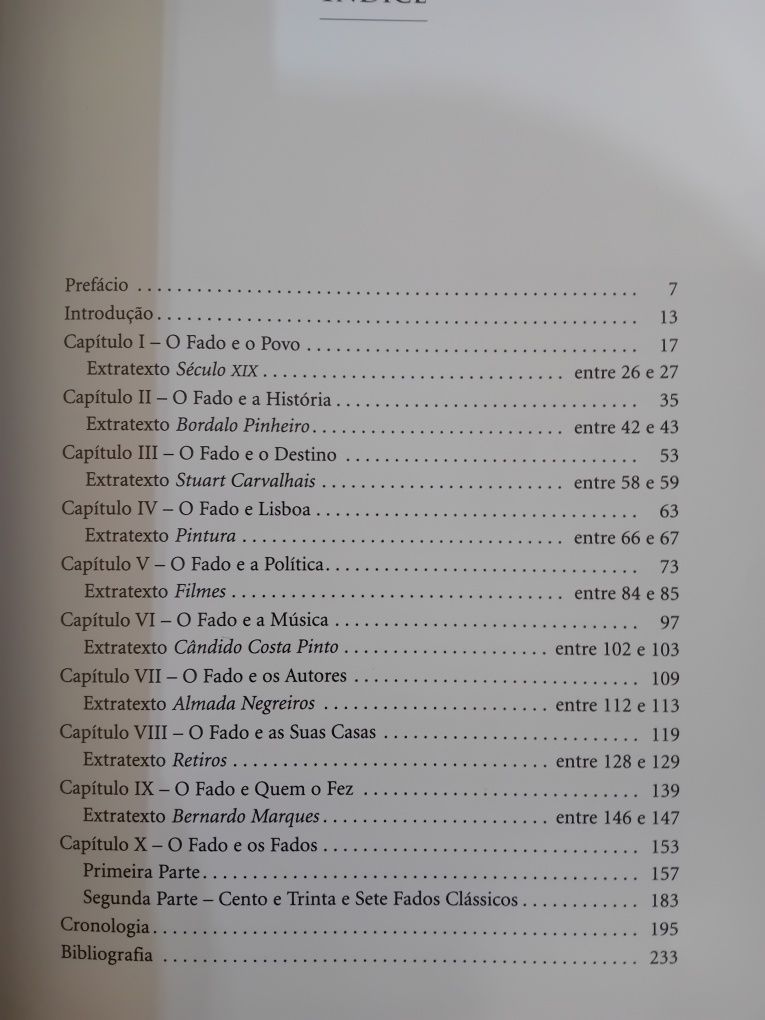 ÍNDICE
Prefácio . . . . . . . . . . . . . . . . . . . . . . . . . . . . . . 7
Introdução . . . . . . . . . . . . . . . . . . . . . . . . . . . . . . 13
Capítulo I – O Fado e o Povo . . . . . . . . . . . . . . . . . . . . 17
Extratexto Século XIX . . . . . . . . . . . . . . . . . . . . entre 26 e 27
Capítulo II – O Fado e a História . . . . . . . . . . . . . . . . . . . . 35
Extratexto Bordalo Pinheiro . . . . . . . . . . . . . . . . . . . . entre 42 e 43
Capítulo III – O Fado e o Destino . . . . . . . . . . . . . . . . . . . . 53
Extratexto Stuart Carvalhais . . . . . . . . . . . . . . . . . . . . entre 58 e 59
Capítulo IV – O Fado e Lisboa . . . . . . . . . . . . . . . . . . . . 63
Extratexto Pintura . . . . . . . . . . . . . . . . . . . . entre 66 e 67
Capítulo V – O Fado e a Política . . . . . . . . . . . . . . . . . . . . 73
Extratexto Filmes . . . . . . . . . . . . . . . . . . . . entre 84 e 85
Capítulo VI – O Fado e a Música . . . . . . . . . . . . . . . . . . . . 97
Extratexto Cândido Costa Pinto . . . . . . . . . . . . . . . . . . . . entre 102 e 103
Capítulo VII – O Fado e os Autores . . . . . . . . . . . . . . . . . . . . 109
Extratexto Almada Negreiros . . . . . . . . . . . . . . . . . . . . entre 112 e 113
Capítulo VIII – O Fado e as Suas Casas . . . . . . . . . . . . . . . . . . . . 119
Extratexto Retiros . . . . . . . . . . . . . . . . . . . . entre 128 e 129
Capítulo IX – O Fado e Quem o Fez . . . . . . . . . . . . . . . . . . . . 139
Extratexto Bernardo Marques . . . . . . . . . . . . . . . . . . . . entre 146 e 147
Capítulo X – O Fado e os Fados . . . . . . . . . . . . . . . . . . . . 153
Primeira Parte . . . . . . . . . . . . . . . . . . . . 157
Segunda Parte – Cento e Trinta e Sete Fados Clássicos . . . . . . . . . . . . 183
Cronologia . . . . . . . . . . . . . . . . . . . . 195
Bibliografia . . . . . . . . . . . . . . . . . . . . 233